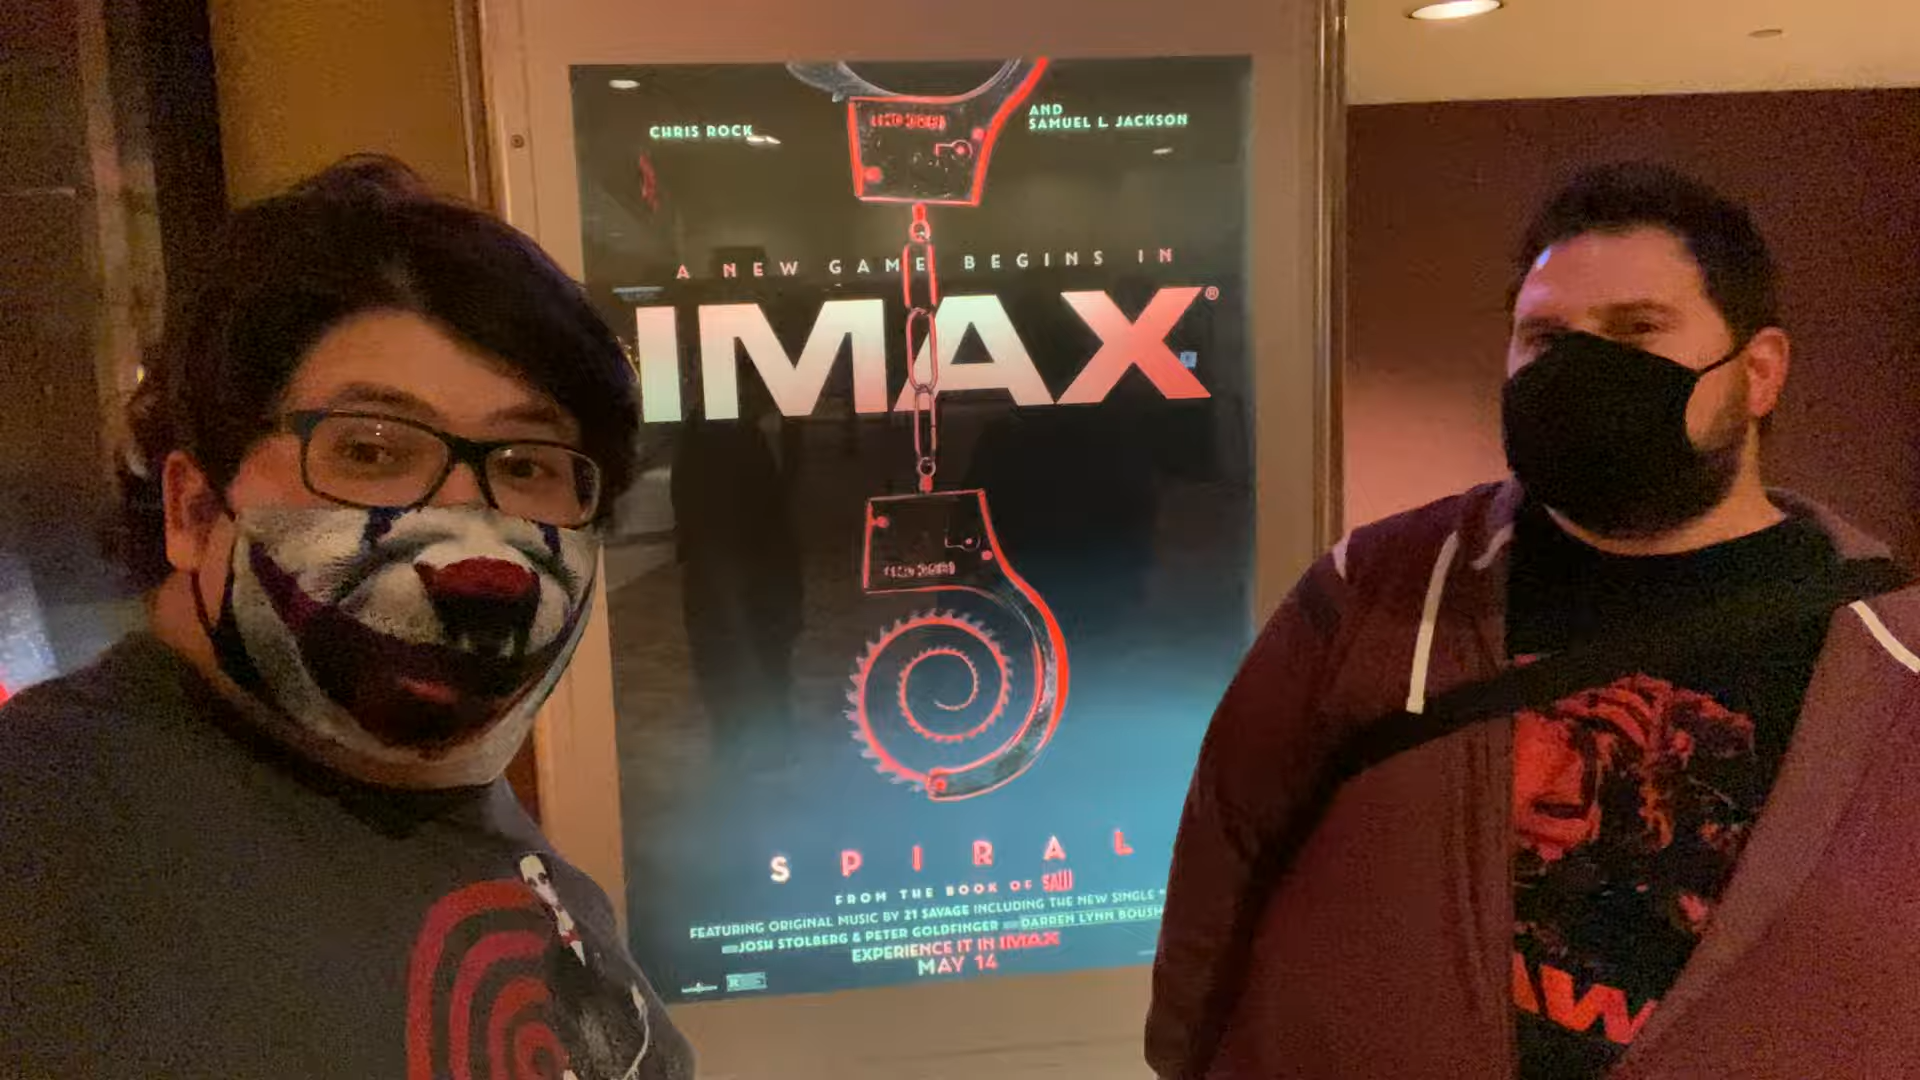 CHRIS ROCK
AND
SAMUEL L. JACKSON
A NEW GAME BEGINS IN
IMAX®
SPIRAL
FROM THE BOOK OF SAW
FEATURING ORIGINAL MUSIC BY 21 SAVAGE INCLUDING THE NEW SINGLE "
JOSH STOLBERG & PETER GOLDFINGER DARREN LYNN BOUSM
EXPERIENCE IT IN IMAX
MAY 14
R
AW